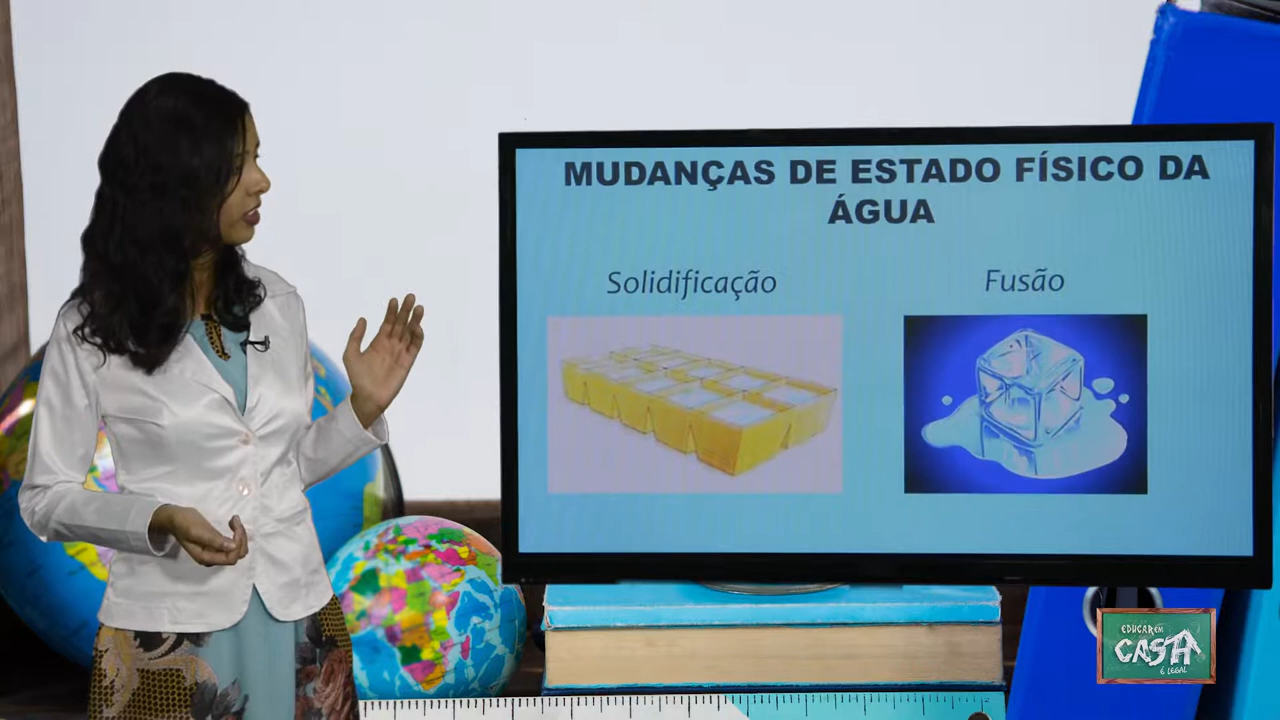 MUDANÇAS DE ESTADO FÍSICO DA
ÁGUA
Solidificação
Fusão
EDUCAR EM
CASA
É LEGAL